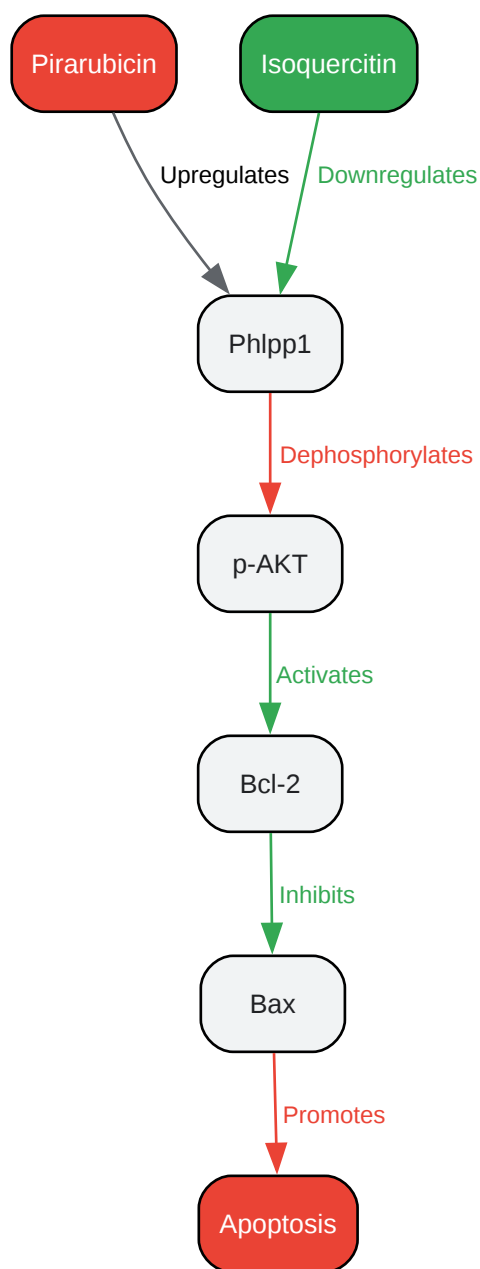 Pirarubicin
Isoquercitin
Upregulates
Downregulates
Phlpp1
Dephosphorylates
p-AKT
Activates
Bcl-2
Inhibits
Bax
Promotes
Apoptosis